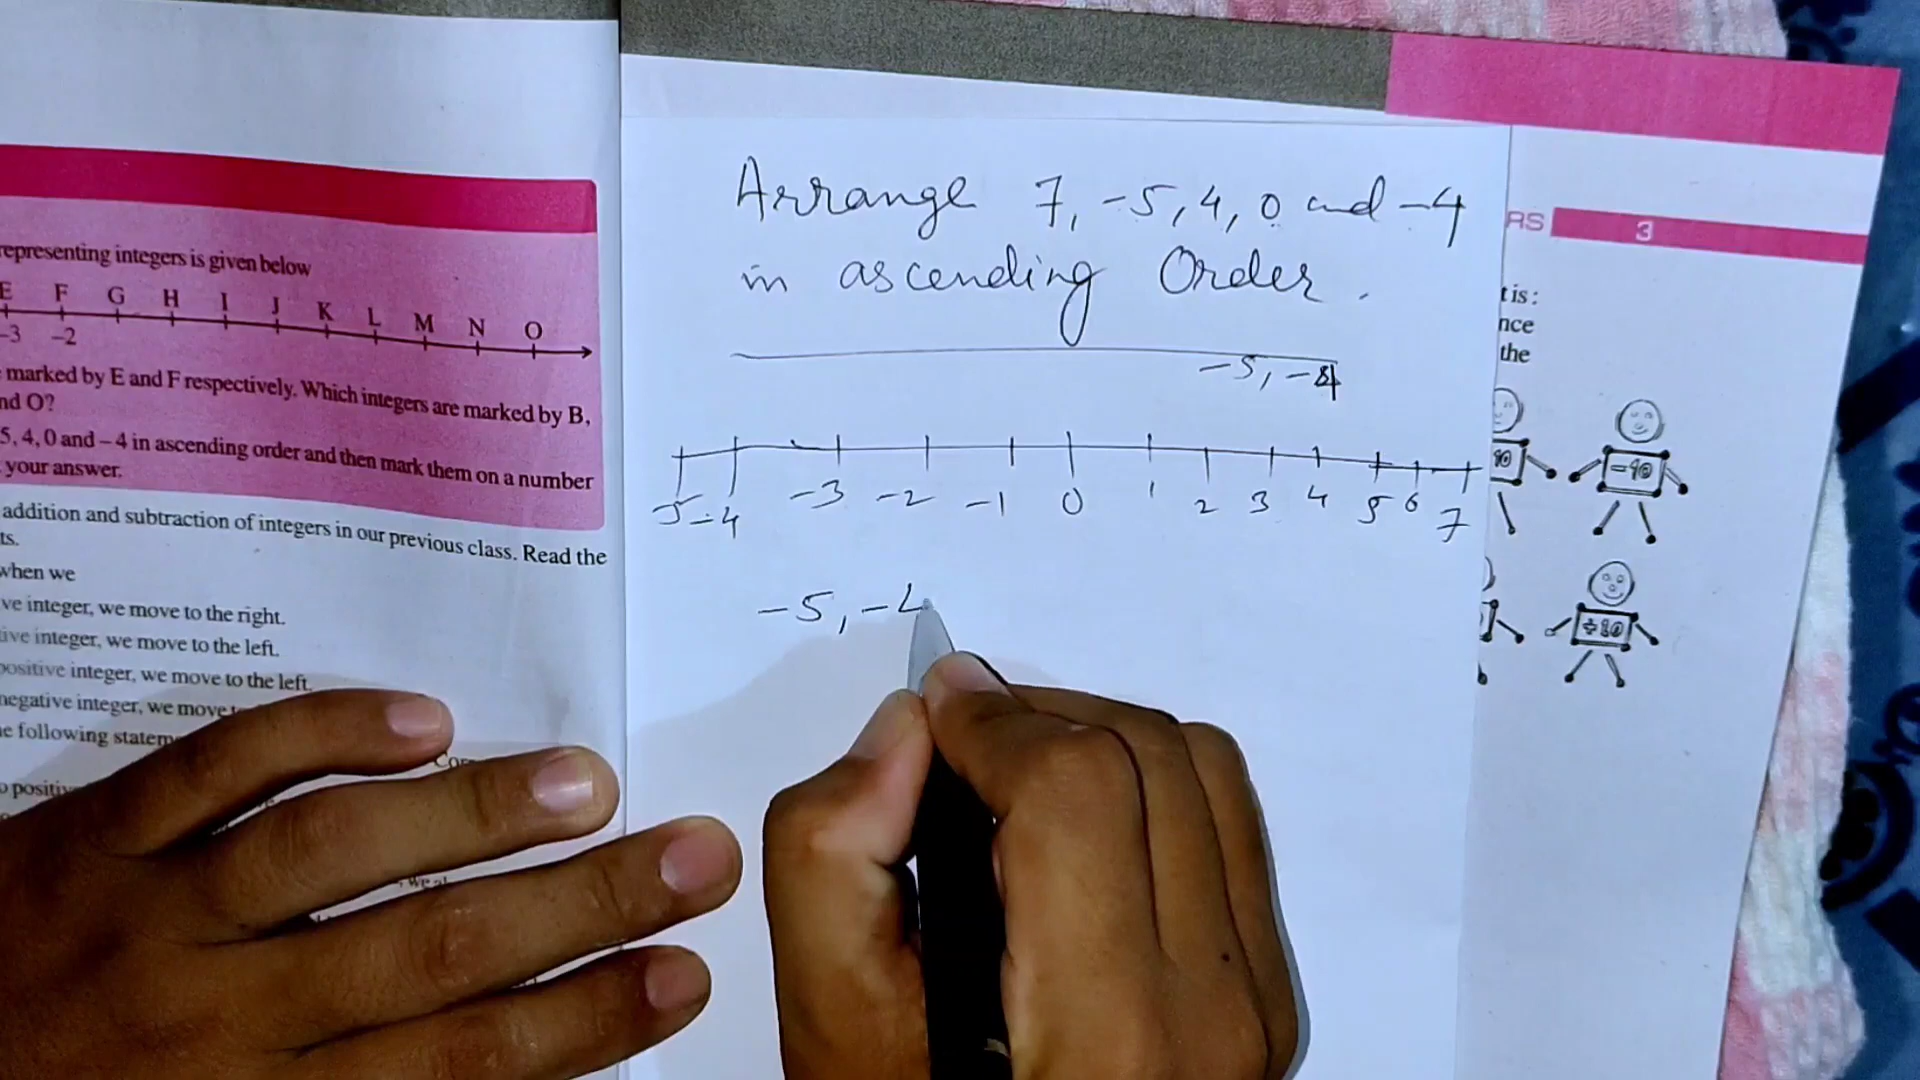 representing integers is given below
E F G H I J K L M N O
-3 -2
marked by E and F respectively. Which integers are marked by B,
nd O?
5, 4, 0 and – 4 in ascending order and then mark them on a number
your answer.
addition and subtraction of integers in our previous class. Read the
ts.
when we
ve integer, we move to the right.
tive integer, we move to the left.
positive integer, we move to the left.
negative integer, we move
e following statem
o positiv
Arrange 7, -5, 4, 0 and -4
in ascending Order.
-5, -4
-5 -4 -3 -2 -1 0 1 2 3 4 5 6 7
-5, -4
RS 3
t is :
nce
the
90 -10
+10